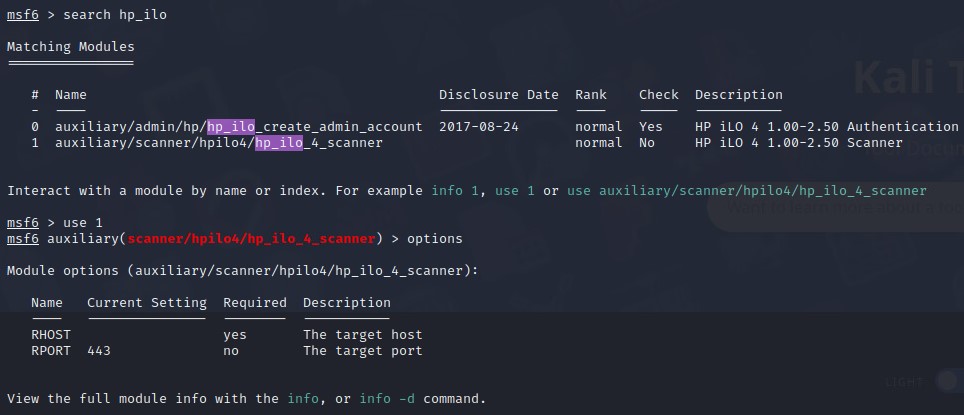 msf6 > search hp_ilo
Matching Modules
================
# Name Disclosure Date Rank Check Description
- ---- --------------- ---- ----- -----------
0 auxiliary/admin/hp/hp_ilo_create_admin_account 2017-08-24 normal Yes HP iLO 4 1.00-2.50 Authentication
1 auxiliary/scanner/hpilo4/hp_ilo_4_scanner normal No HP iLO 4 1.00-2.50 Scanner
Interact with a module by name or index. For example info 1, use 1 or use auxiliary/scanner/hpilo4/hp_ilo_4_scanner
msf6 > use 1
msf6 auxiliary(scanner/hpilo4/hp_ilo_4_scanner) > options
Module options (auxiliary/scanner/hpilo4/hp_ilo_4_scanner):
Name Current Setting Required Description
---- --------------- -------- -----------
RHOST yes The target host
RPORT 443 no The target port
View the full module info with the info, or info -d command.
Kali T
LIGHT